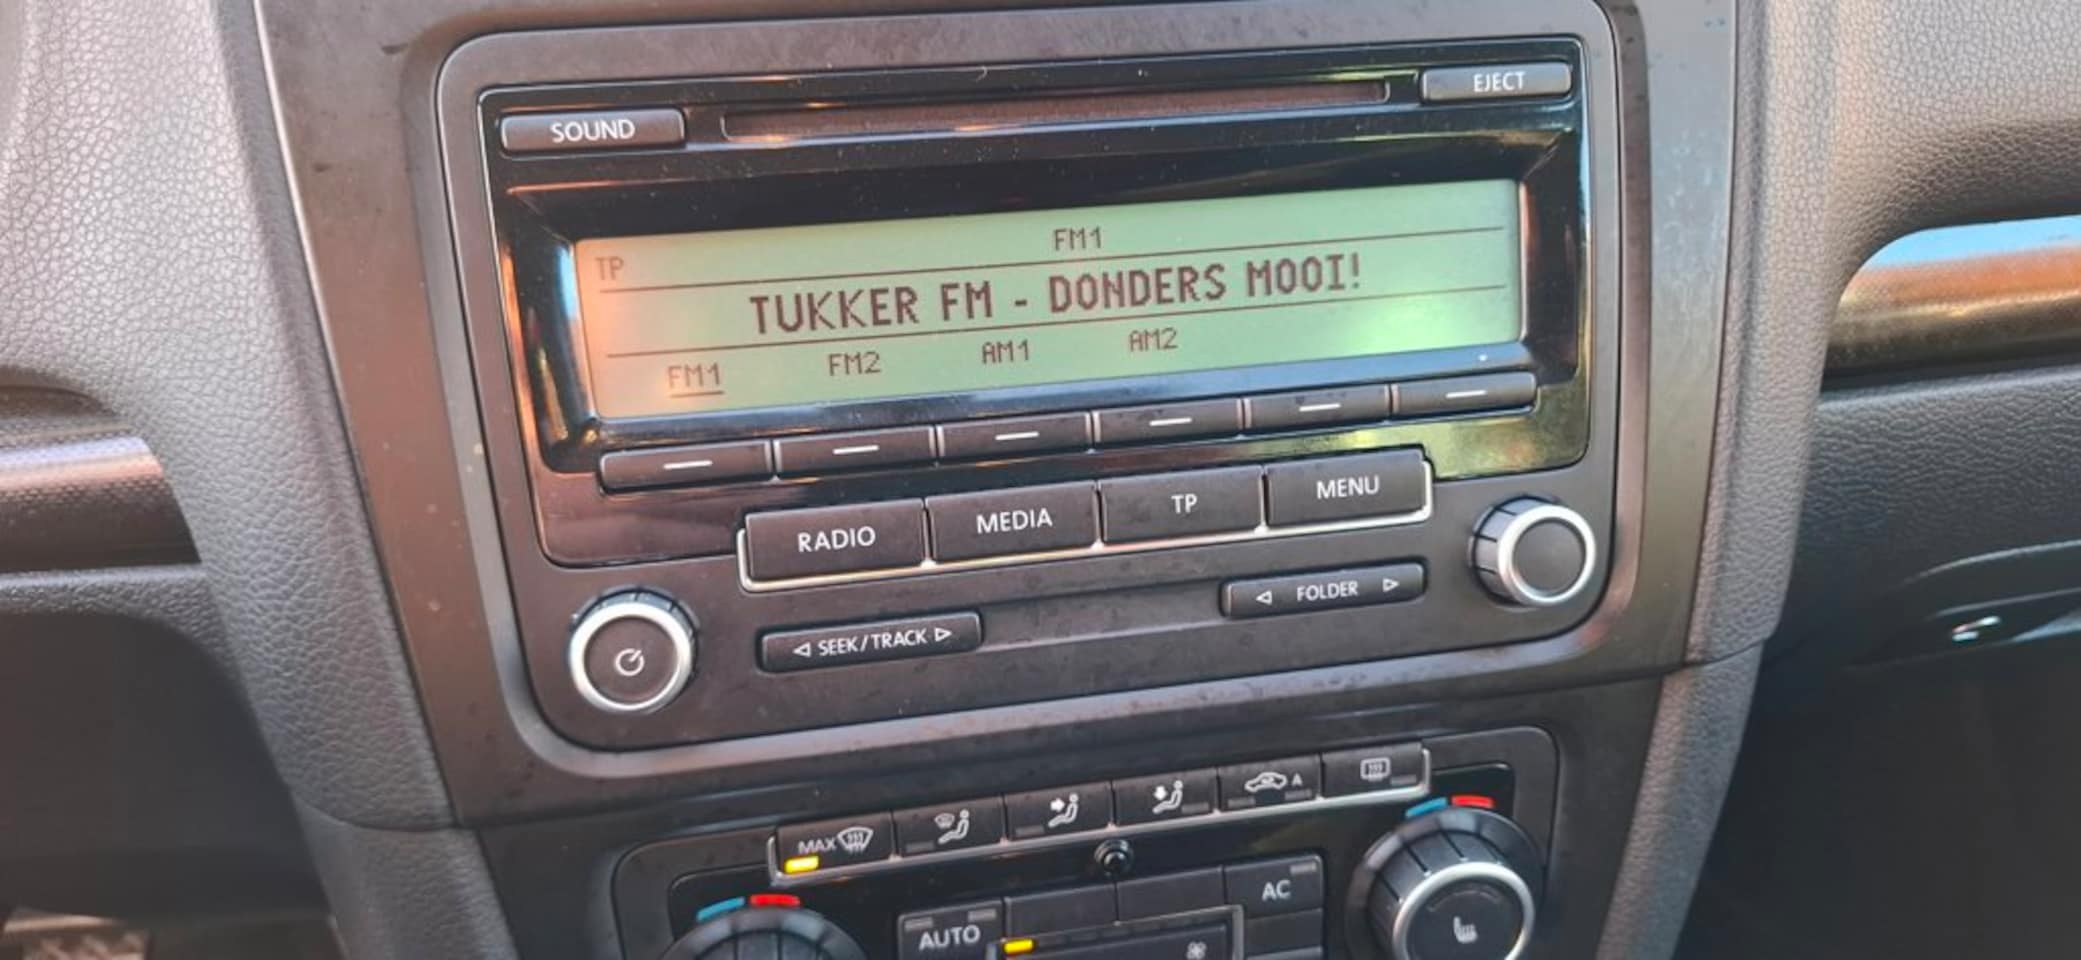 EJECT
SOUND
FM1
TP
TUKKER FM - DONDERS MOOI!
FM1 FM2 AM1 AM2
RADIO MEDIA TP MENU
SEEK/TRACK FOLDER
A
MAX
AC
AUTO